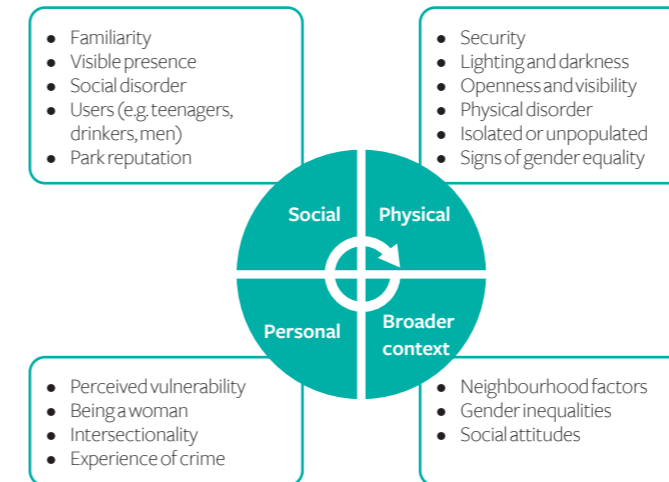 ● Familiarity
● Visible presence
● Social disorder
● Users (e.g. teenagers,
drinkers, men)
● Park reputation
● Security
● Lighting and darkness
● Openness and visibility
● Physical disorder
● Isolated or unpopulated
● Signs of gender equality
Social
Physical
Personal
Broader
context
● Perceived vulnerability
● Being a woman
● Intersectionality
● Experience of crime
● Neighbourhood factors
● Gender inequalities
● Social attitudes